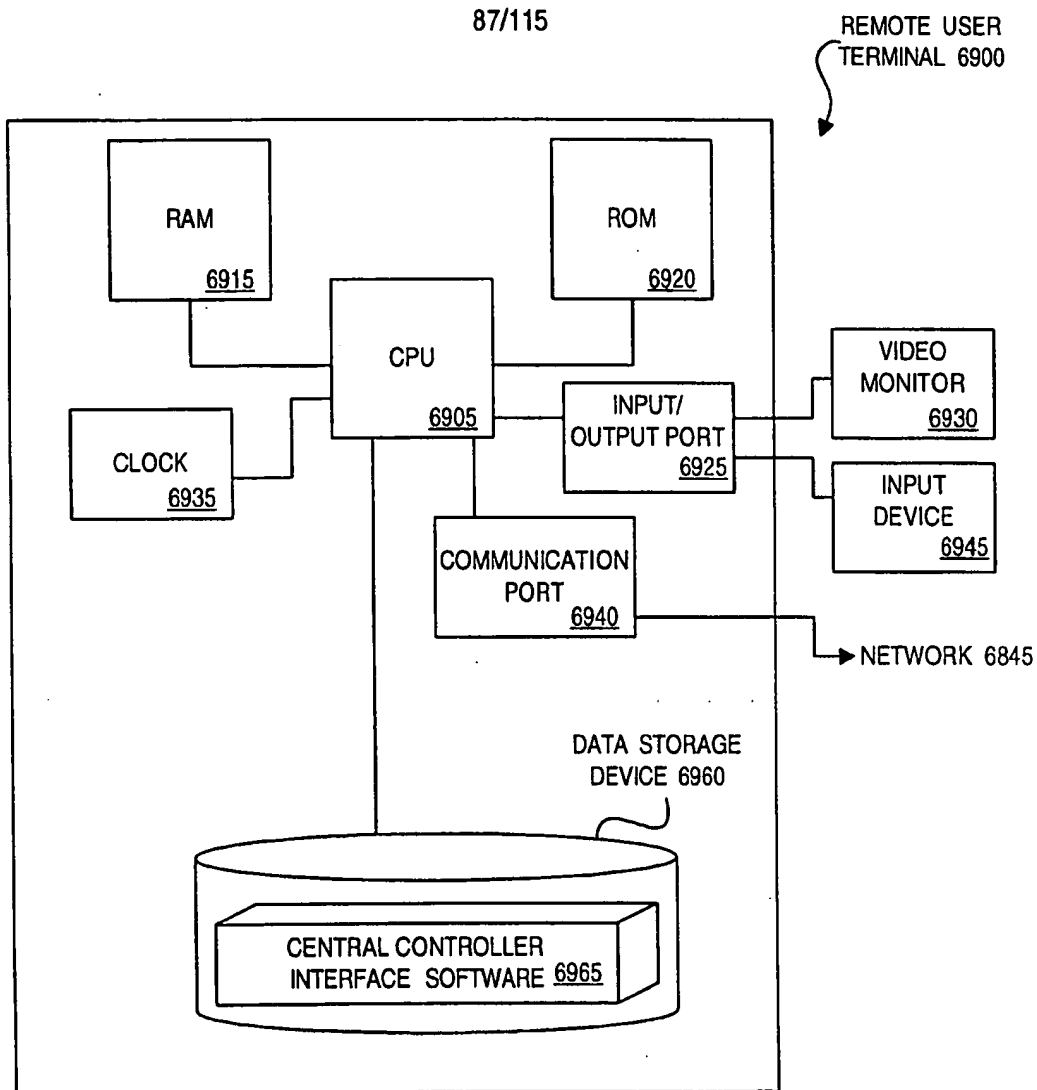 87/115
REMOTE USER
TERMINAL 6900
RAM
6915
ROM
6920
CPU
6905
CLOCK
6935
INPUT/
OUTPUT PORT
6925
VIDEO
MONITOR
6930
INPUT
DEVICE
6945
COMMUNICATION
PORT
6940
NETWORK 6845
DATA STORAGE
DEVICE 6960
CENTRAL CONTROLLER
INTERFACE SOFTWARE 6965